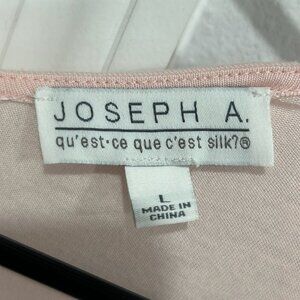 JOSEPH A.
qu'est-ce que c'est silk?®
L
MADE IN
CHINA